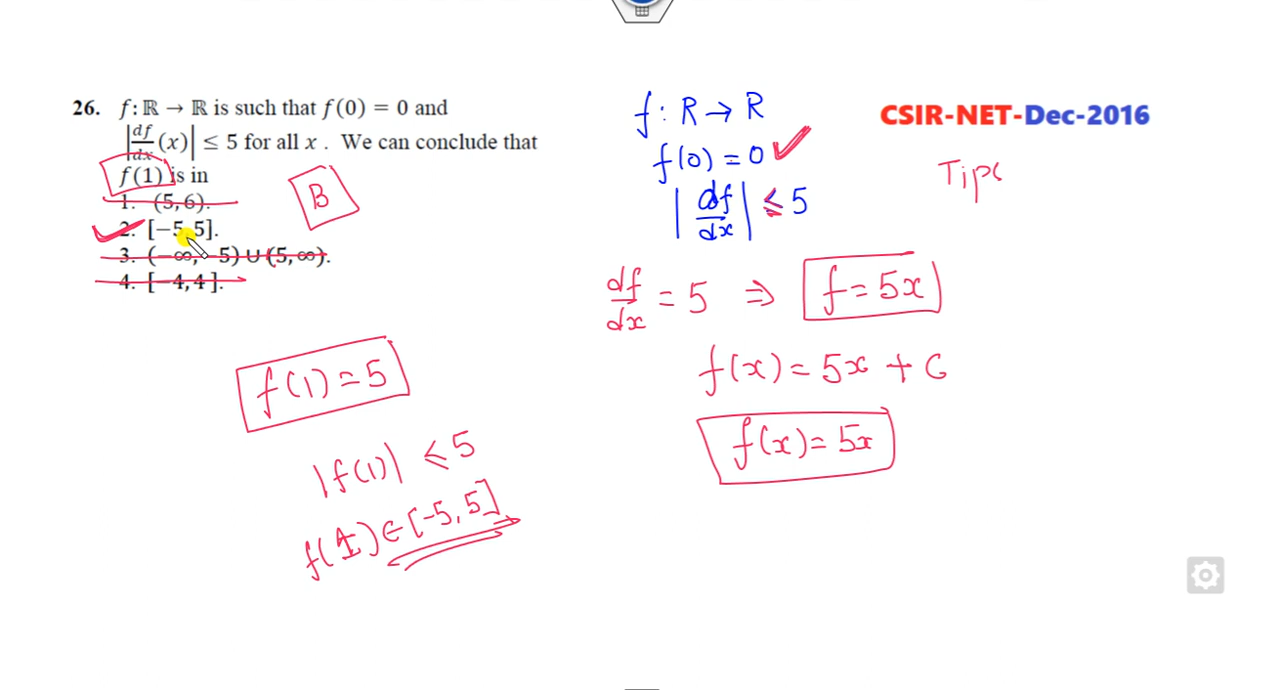 26. f: ℝ → ℝ is such that f(0) = 0 and
|df/dx (x)| ≤ 5 for all x . We can conclude that
f(1) is in
1. (5, 6).
2. [−5, 5].
3. (−∞, −5) ∪ (5, ∞).
4. [−4, 4].
B
f(1) = 5
|f(1)| ≤ 5
f(1) ∈ [-5, 5]
f : R → R
f(0) = 0
|df/dx| ≤ 5
df/dx = 5 ⇒ f = 5x
f(x) = 5x + C
f(x) = 5x
CSIR-NET-Dec-2016
Tips